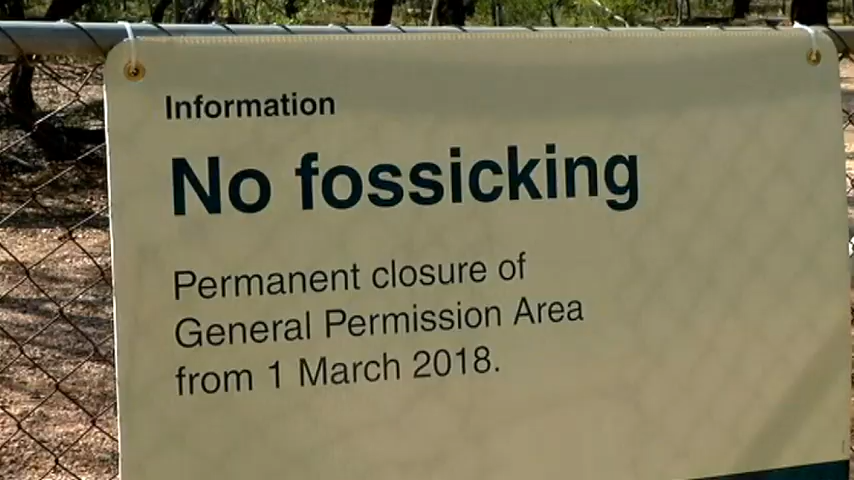 Information
No fossicking
Permanent closure of
General Permission Area
from 1 March 2018.